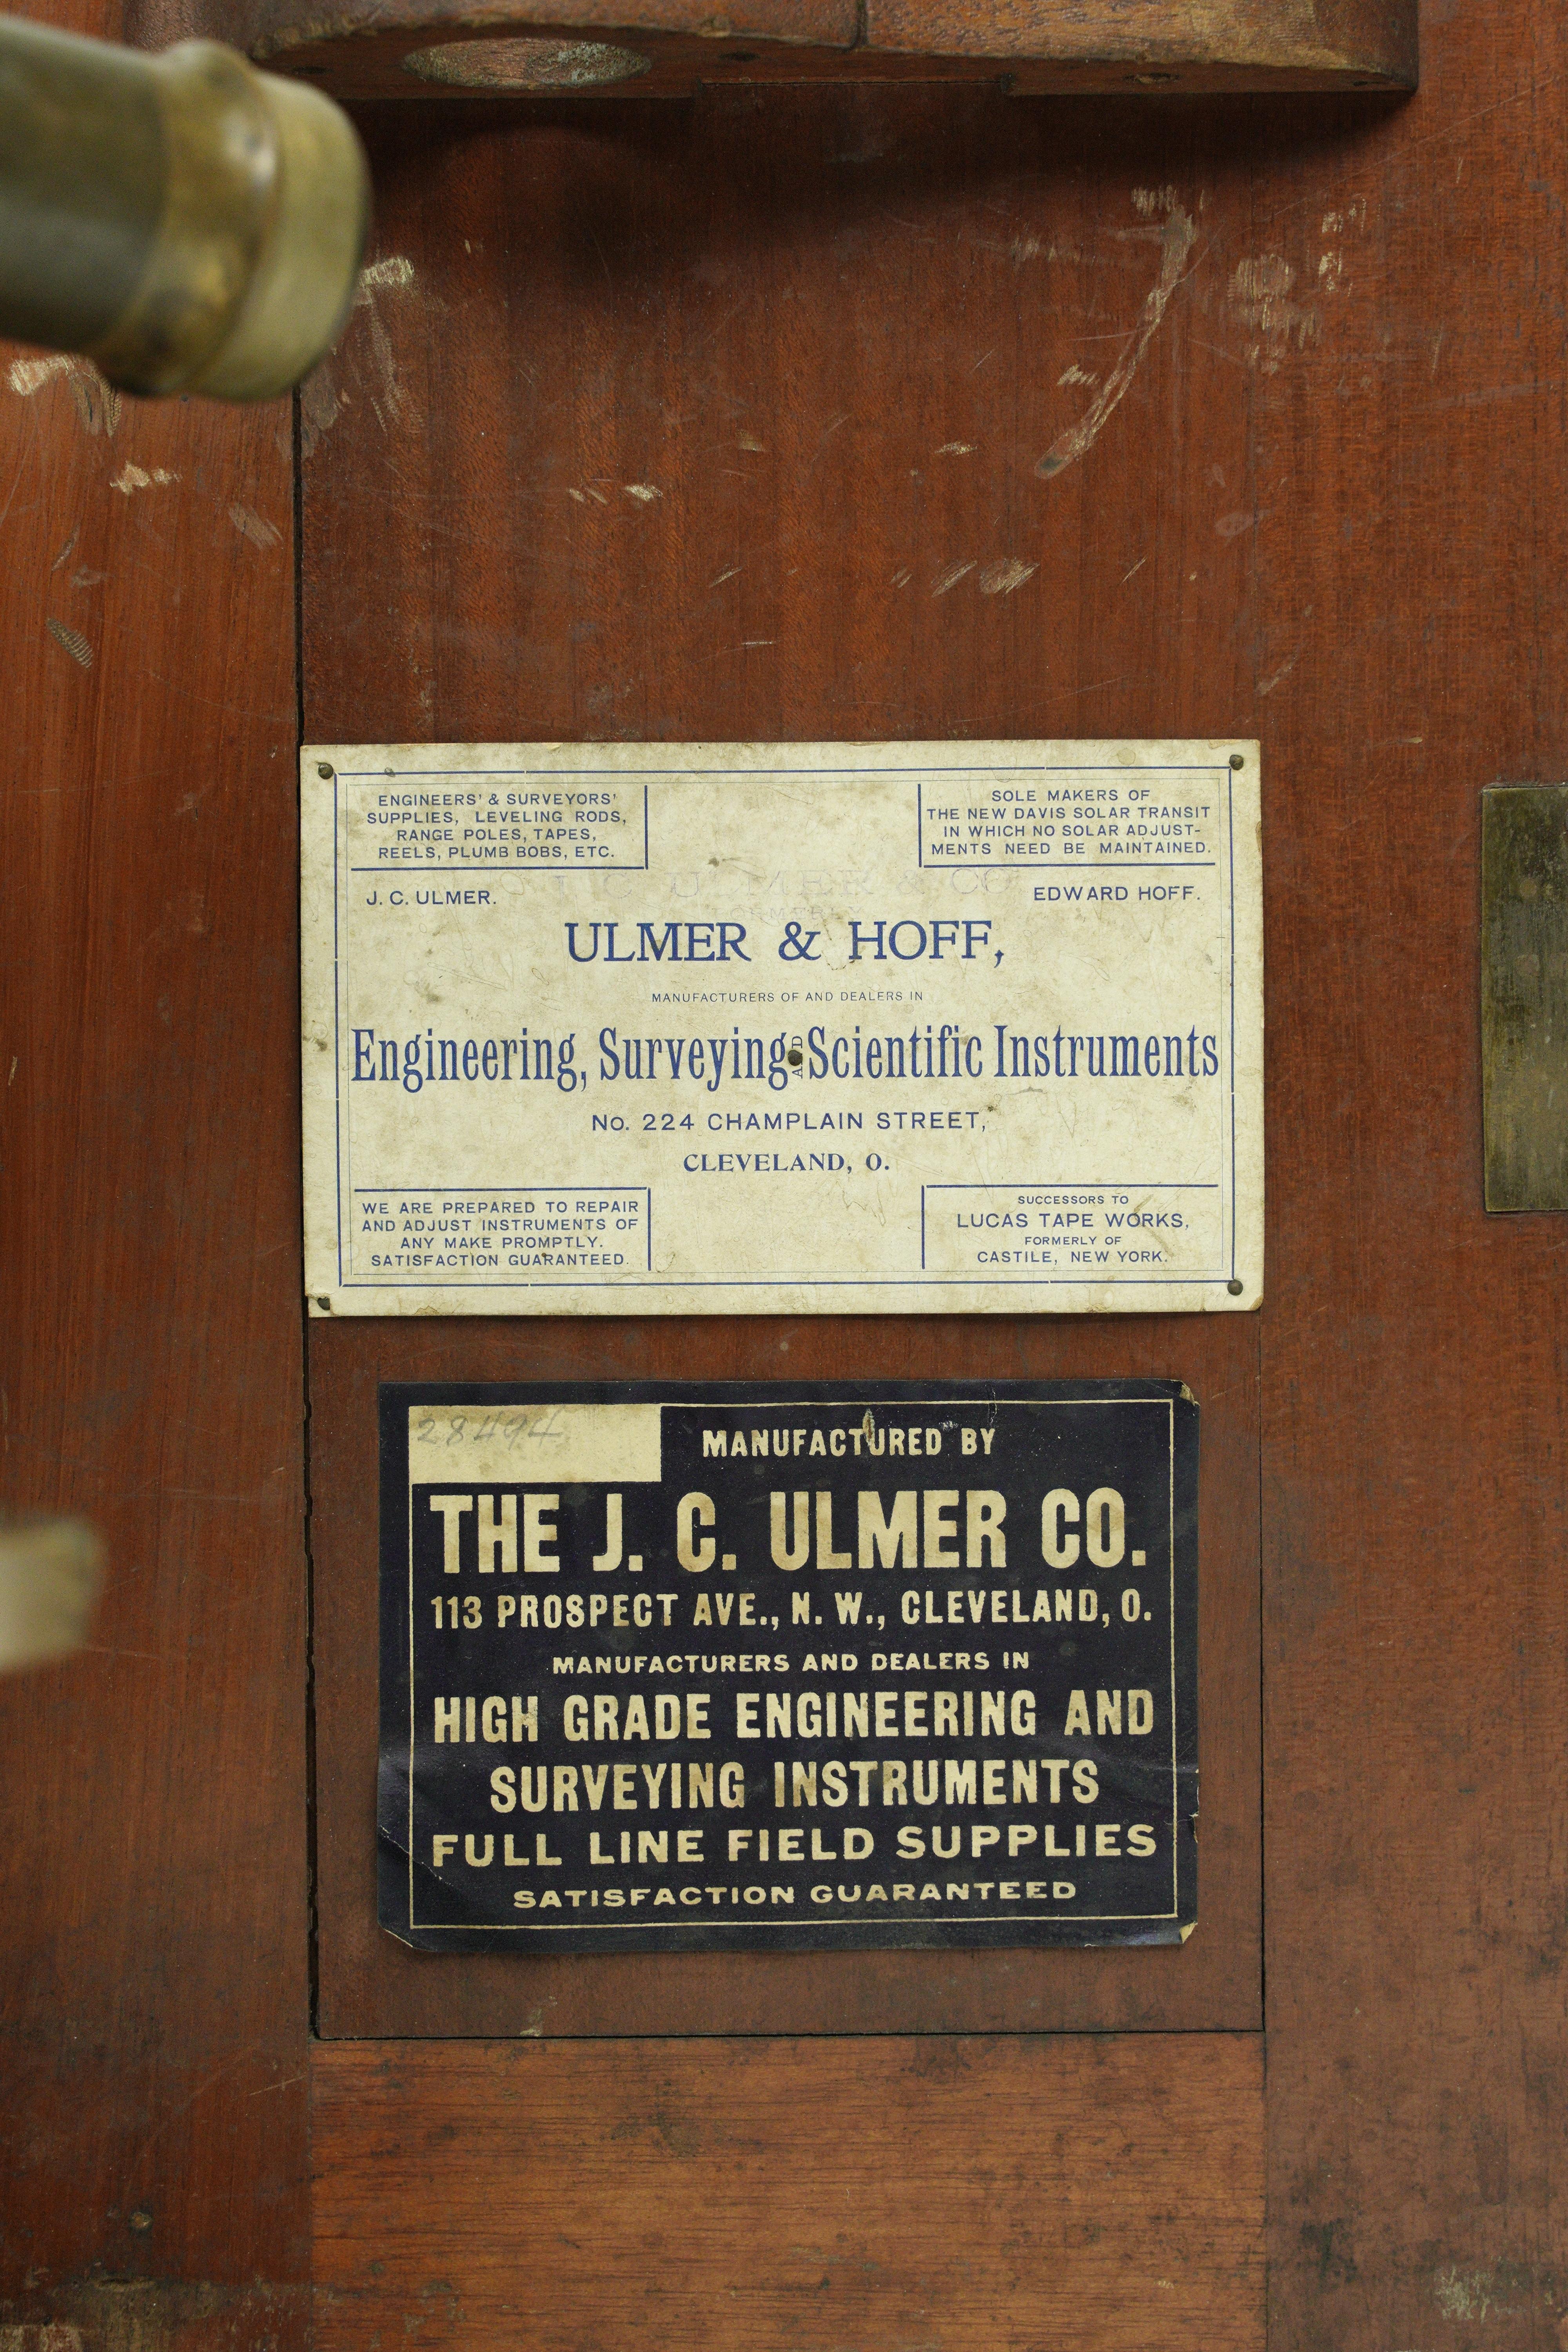 ENGINEERS' & SURVEYORS'
SUPPLIES, LEVELING RODS,
RANGE POLES, TAPES,
REELS, PLUMB BOBS, ETC.
SOLE MAKERS OF
THE NEW DAVIS SOLAR TRANSIT
IN WHICH NO SOLAR ADJUST-
MENTS NEED BE MAINTAINED.
J. C. ULMER.
EDWARD HOFF.
ULMER & HOFF,
MANUFACTURERS OF AND DEALERS IN
Engineering, Surveying AND Scientific Instruments
No. 224 CHAMPLAIN STREET,
CLEVELAND, O.
WE ARE PREPARED TO REPAIR
AND ADJUST INSTRUMENTS OF
ANY MAKE PROMPTLY.
SATISFACTION GUARANTEED.
SUCCESSORS TO
LUCAS TAPE WORKS,
FORMERLY OF
CASTILE, NEW YORK.
28494
MANUFACTURED BY
THE J. C. ULMER CO.
113 PROSPECT AVE., N. W., CLEVELAND, O.
MANUFACTURERS AND DEALERS IN
HIGH GRADE ENGINEERING AND
SURVEYING INSTRUMENTS
FULL LINE FIELD SUPPLIES
SATISFACTION GUARANTEED